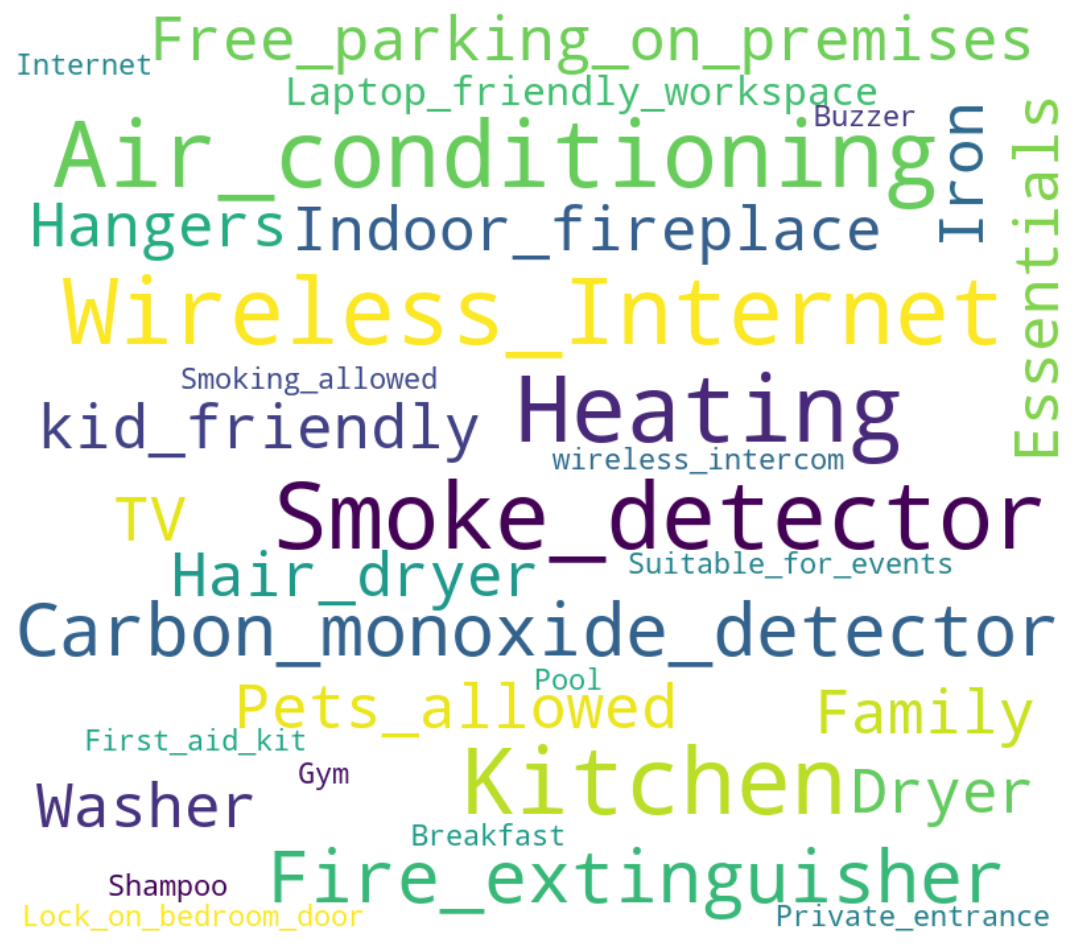 Free_parking_on_premises
Internet
Laptop_friendly_workspace
Buzzer
Iron
Essentials
Air_conditioning
Hangers
Indoor_fireplace
Wireless_Internet
Smoking_allowed
kid_friendly
Heating
wireless_intercom
TV
Smoke_detector
Hair_dryer
Suitable_for_events
Carbon_monoxide_detector
Pool
Pets_allowed
Family
First_aid_kit
Gym
Kitchen
Dryer
Washer
Breakfast
Fire_extinguisher
Shampoo
Lock_on_bedroom_door
Private_entrance